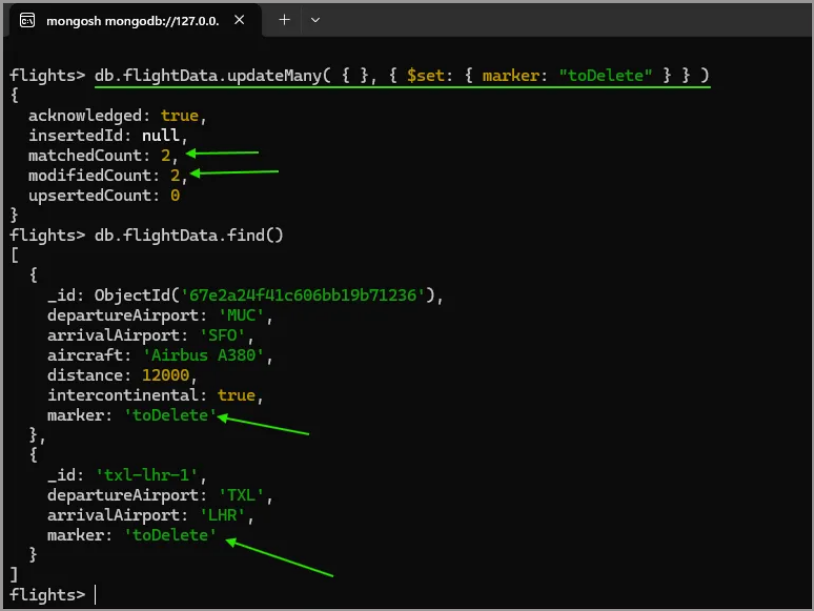 mongosh mongodb://127.0.0.
flights> db.flightData.updateMany( { }, { $set: { marker: "toDelete" } } )
{
  acknowledged: true,
  insertedId: null,
  matchedCount: 2,
  modifiedCount: 2,
  upsertedCount: 0
}
flights> db.flightData.find()
[
  {
    _id: ObjectId('67e2a24f41c606bb19b71236'),
    departureAirport: 'MUC',
    arrivalAirport: 'SFO',
    aircraft: 'Airbus A380',
    distance: 12000,
    intercontinental: true,
    marker: 'toDelete'
  },
  {
    _id: 'txl-lhr-1',
    departureAirport: 'TXL',
    arrivalAirport: 'LHR',
    marker: 'toDelete'
  }
]
flights>